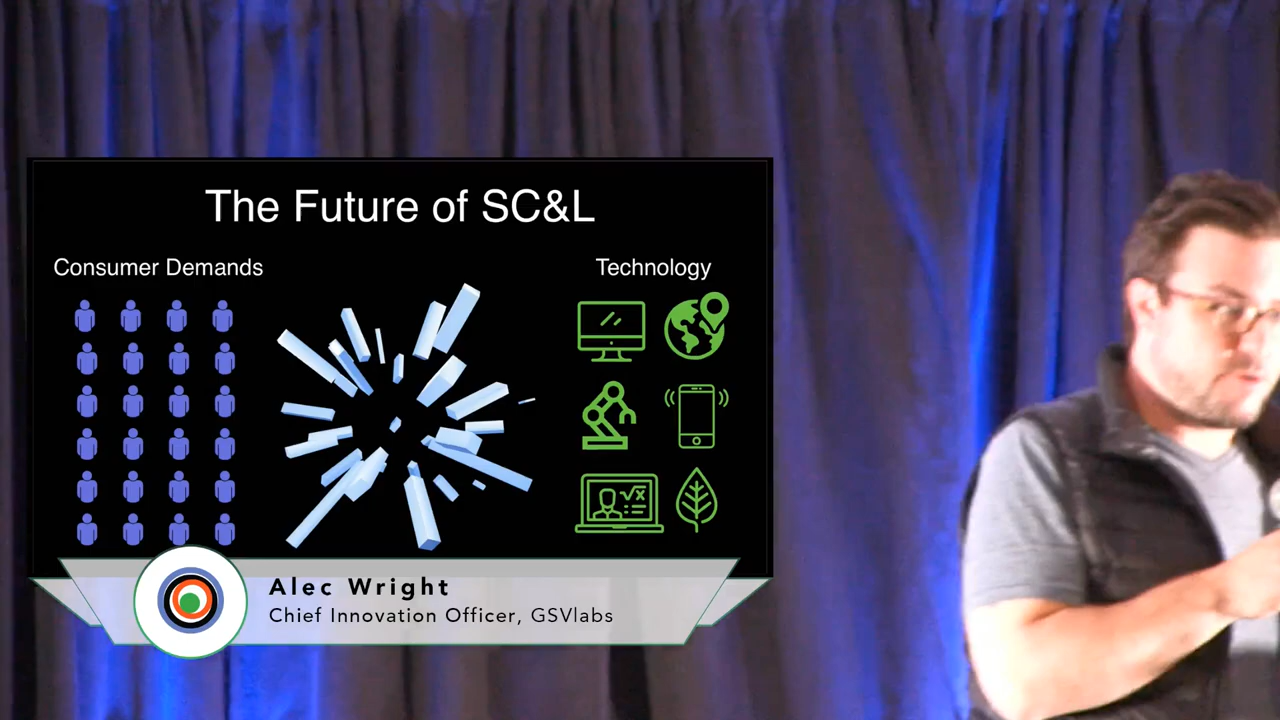 The Future of SC&L
Consumer Demands
Technology
√x
Alec Wright
Chief Innovation Officer, GSVlabs